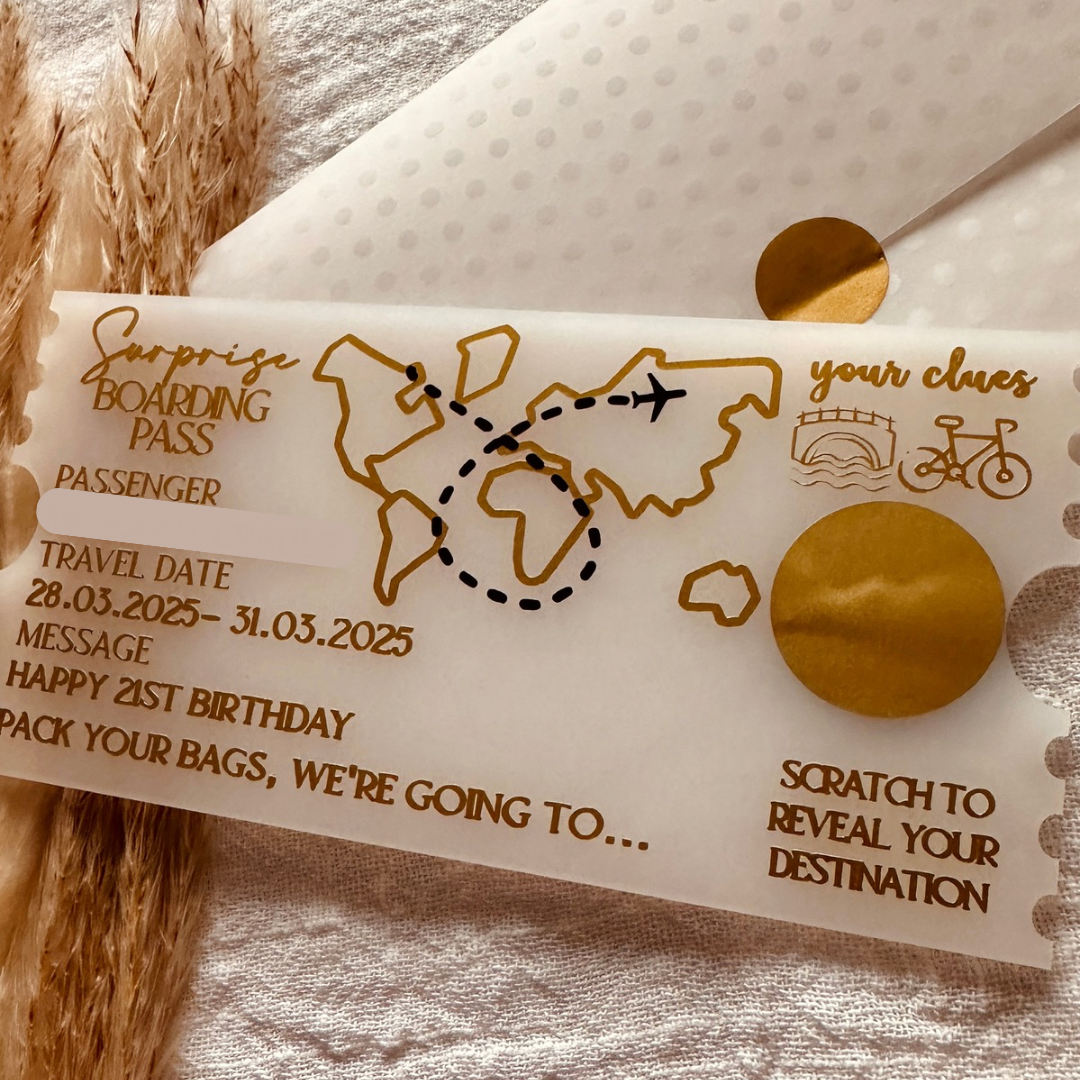 Surprise
BOARDING
PASS
PASSENGER
TRAVEL DATE
28.03.2025– 31.03.2025
MESSAGE
HAPPY 21ST BIRTHDAY
PACK YOUR BAGS, WE'RE GOING TO...
your clues
SCRATCH TO
REVEAL YOUR
DESTINATION